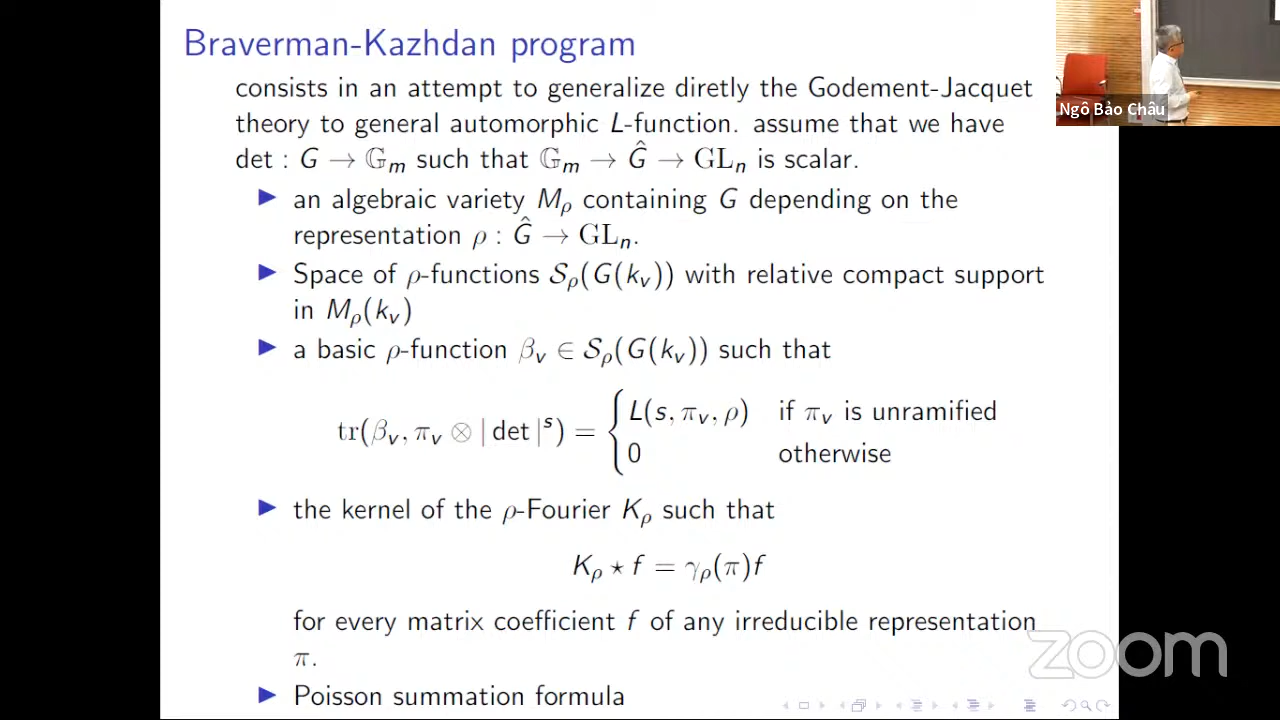 Braverman-Kazhdan program
consists in an attempt to generalize diretly the Godement-Jacquet
theory to general automorphic L-function. assume that we have
det : G → 𝔾ₘ such that 𝔾ₘ → Ĝ → GLₙ is scalar.
▶ an algebraic variety M_ρ containing G depending on the
representation ρ : Ĝ → GLₙ.
▶ Space of ρ-functions 𝒮_ρ(G(k_v)) with relative compact support
in M_ρ(k_v)
▶ a basic ρ-function β_v ∈ 𝒮_ρ(G(k_v)) such that
tr(β_v, π_v ⊗ | det |^s) = { L(s, π_v, ρ) if π_v is unramified
0 otherwise
▶ the kernel of the ρ-Fourier K_ρ such that
K_ρ ⋆ f = γ_ρ(π)f
for every matrix coefficient f of any irreducible representation
π.
▶ Poisson summation formula
Ngô Bảo Châu
zoom